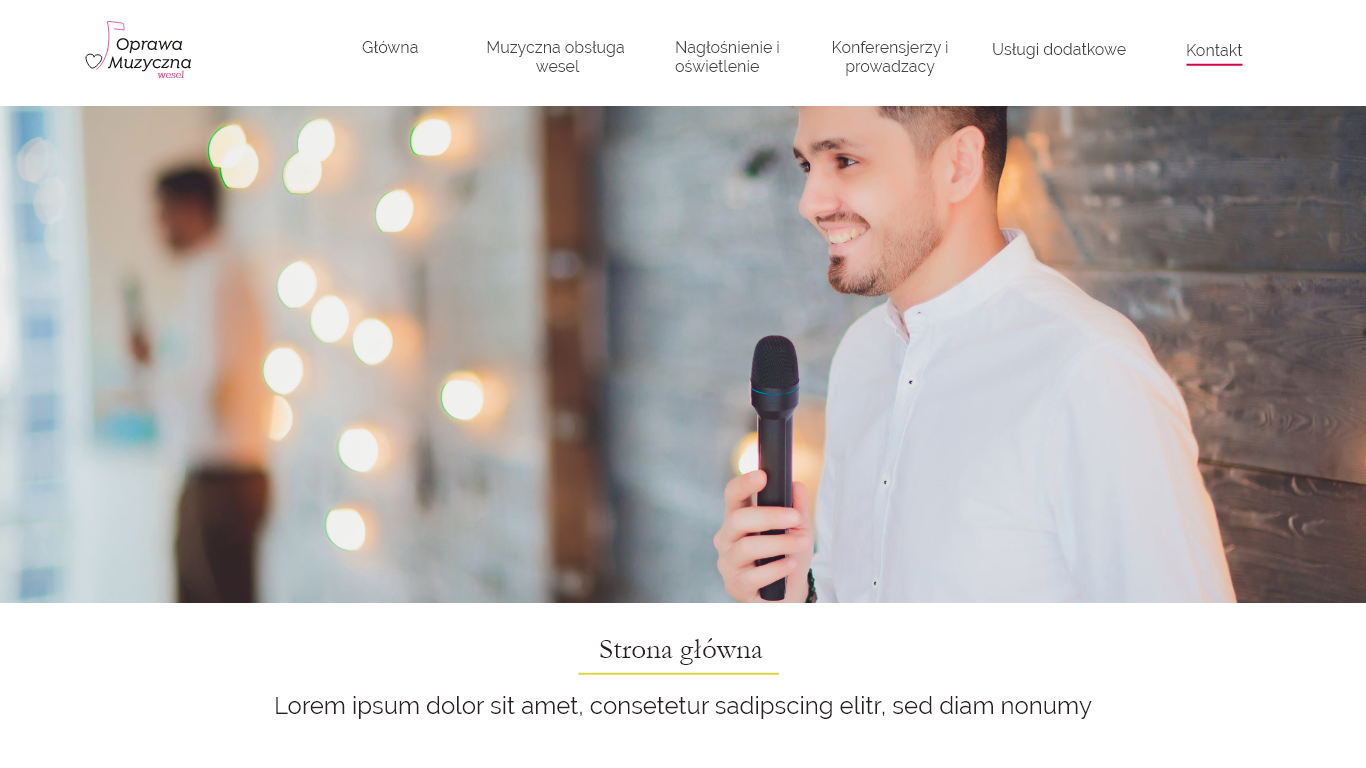 Oprawa
Muzyczna
wesel
Główna
Muzyczna obsługa
wesel
Nagłośnienie i
oświetlenie
Konferensjerzy i
prowadzacy
Usługi dodatkowe
Kontakt
Strona główna
Lorem ipsum dolor sit amet, consetetur sadipscing elitr, sed diam nonumy